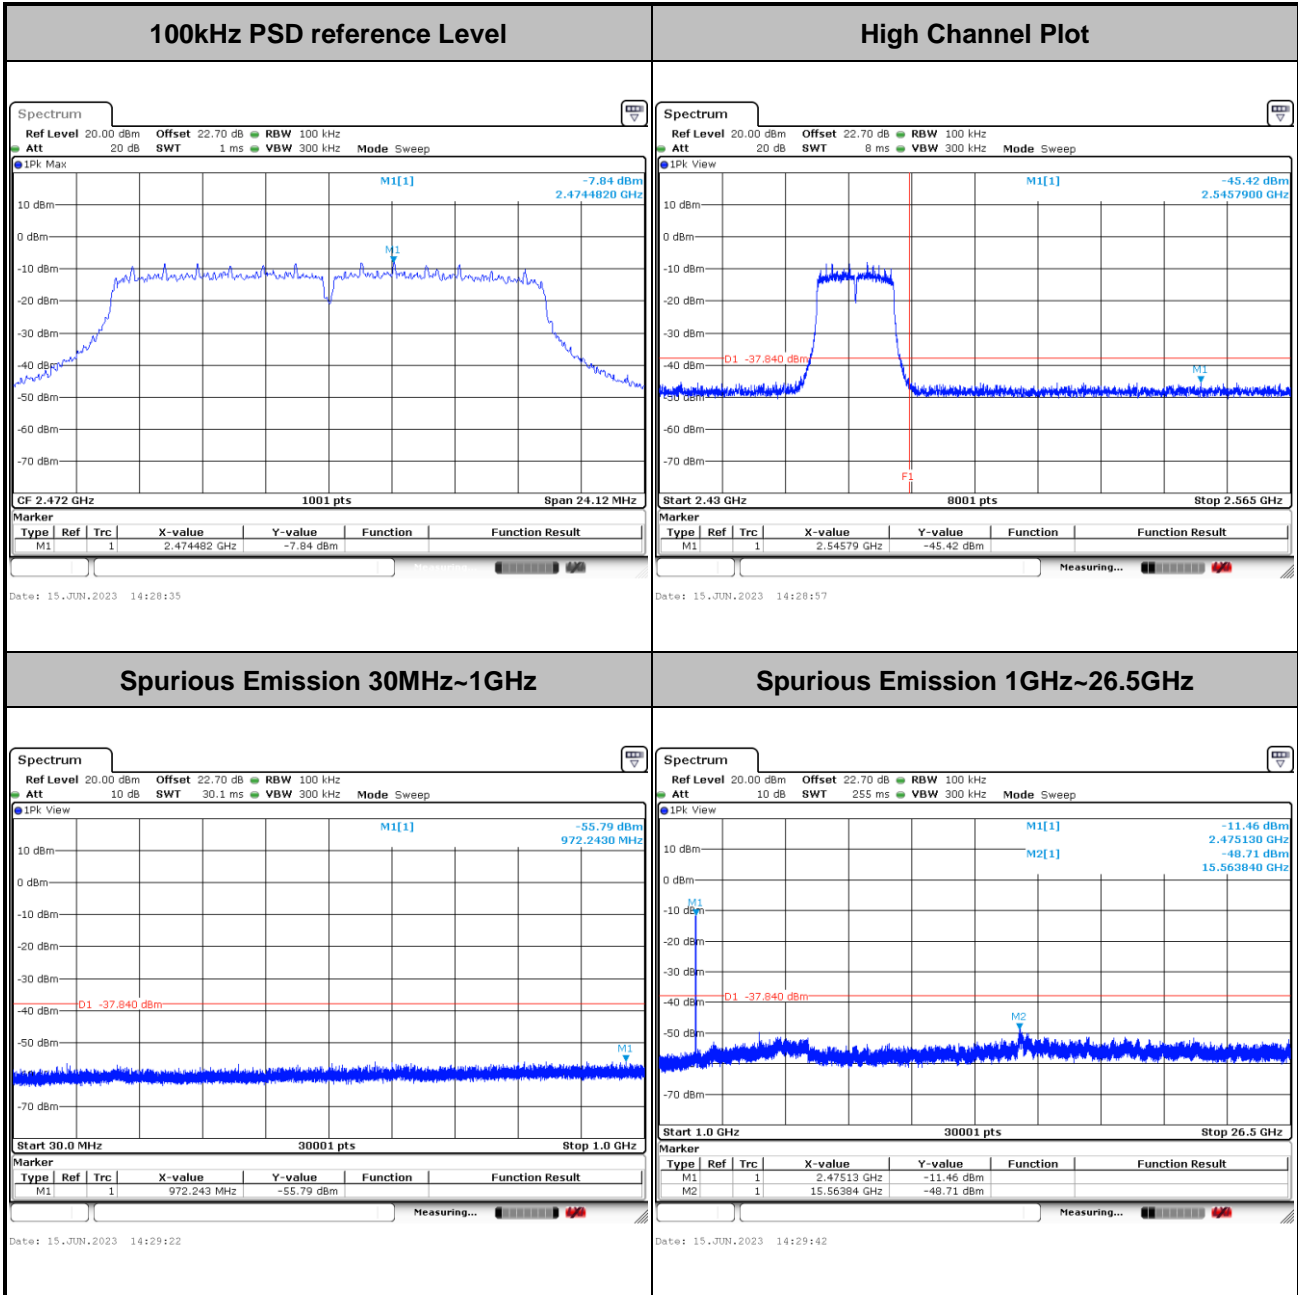 100kHz PSD reference Level
High Channel Plot
Spectrum
Ref Level 20.00 dBm Offset 22.70 dB RBW 100 kHz
Att 20 dB SWT 1 ms VBW 300 kHz Mode Sweep
1Pk Max
M1[1] -7.84 dBm
2.4744820 GHz
10 dBm
0 dBm
M1
-10 dBm
-20 dBm
-30 dBm
-40 dBm
-50 dBm
-60 dBm
-70 dBm
CF 2.472 GHz 1001 pts Span 24.12 MHz
Marker
Type Ref Trc X-value Y-value Function Function Result
M1 1 2.474482 GHz -7.84 dBm
Date: 15.JUN.2023 14:28:35
Spectrum
Ref Level 20.00 dBm Offset 22.70 dB RBW 100 kHz
Att 20 dB SWT 8 ms VBW 300 kHz Mode Sweep
1Pk View
M1[1] -45.42 dBm
2.5457900 GHz
10 dBm
0 dBm
-10 dBm
-20 dBm
-30 dBm
D1 -37.840 dBm
-40 dBm
M1
-50 dBm
-60 dBm
-70 dBm
F1
Start 2.43 GHz 8001 pts Stop 2.565 GHz
Marker
Type Ref Trc X-value Y-value Function Function Result
M1 1 2.54579 GHz -45.42 dBm
Measuring...
Date: 15.JUN.2023 14:28:57
Spurious Emission 30MHz~1GHz
Spurious Emission 1GHz~26.5GHz
Spectrum
Ref Level 20.00 dBm Offset 22.70 dB RBW 100 kHz
Att 10 dB SWT 30.1 ms VBW 300 kHz Mode Sweep
1Pk View
M1[1] -55.79 dBm
972.2430 MHz
10 dBm
0 dBm
-10 dBm
-20 dBm
-30 dBm
D1 -37.840 dBm
-40 dBm
-50 dBm
M1
-70 dBm
Start 30.0 MHz 30001 pts Stop 1.0 GHz
Marker
Type Ref Trc X-value Y-value Function Function Result
M1 1 972.243 MHz -55.79 dBm
Measuring...
Date: 15.JUN.2023 14:29:22
Spectrum
Ref Level 20.00 dBm Offset 22.70 dB RBW 100 kHz
Att 10 dB SWT 255 ms VBW 300 kHz Mode Sweep
1Pk View
M1[1] -11.46 dBm
2.475130 GHz
M2[1] -48.71 dBm
15.563840 GHz
10 dBm
0 dBm
M1
-10 dBm
-20 dBm
-30 dBm
D1 -37.840 dBm
-40 dBm
M2
-50 dBm
-70 dBm
Start 1.0 GHz 30001 pts Stop 26.5 GHz
Marker
Type Ref Trc X-value Y-value Function Function Result
M1 1 2.47513 GHz -11.46 dBm
M2 1 15.56384 GHz -48.71 dBm
Measuring...
Date: 15.JUN.2023 14:29:42